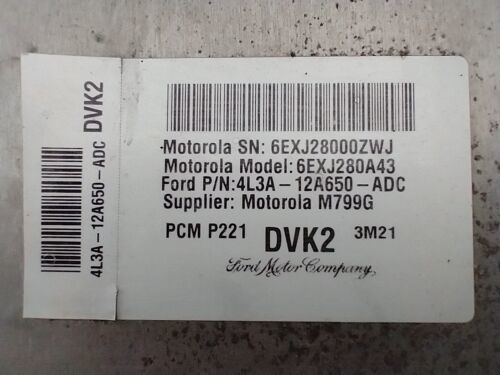 4L3A-12A650-ADC DVK2
Motorola SN: 6EXJ28000ZWJ
Motorola Model: 6EXJ280A43
Ford P/N:4L3A-12A650-ADC
Supplier: Motorola M799G
PCM P221 DVK2 3M21
Ford Motor Company